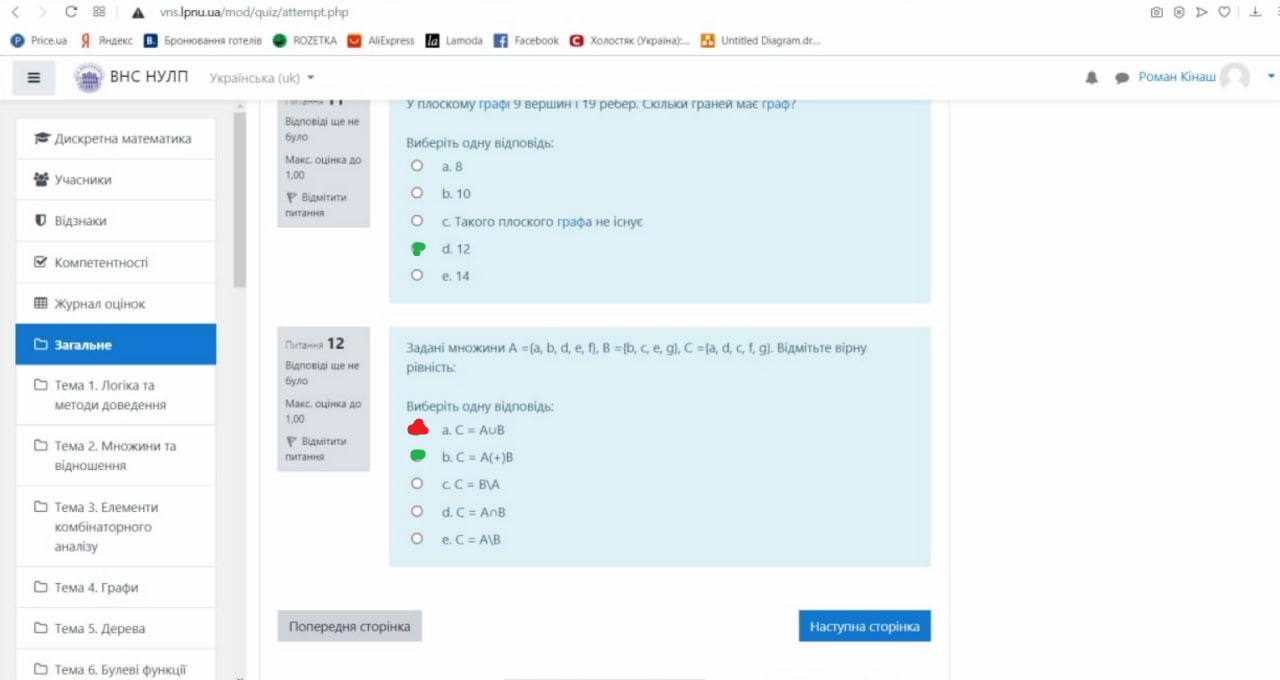 vns.lpnu.ua/mod/quiz/attempt.php
Price.ua Яндекс Бронювання готелів ROZETKA AliExpress Lamoda Facebook Холостяк (Україна):... Untitled Diagram.dr...
ВНС НУЛП Українська (uk) Роман Кінаш
Дискретна математика
Учасники
Відзнаки
Компетентності
Журнал оцінок
Загальне
Тема 1. Логіка та
методи доведення
Тема 2. Множини та
відношення
Тема 3. Елементи
комбінаторного
аналізу
Тема 4. Графи
Тема 5. Дерева
Тема 6. Булеві функції
Питання 11
Відповіді ще не
було
Макс. оцінка до
1,00
Відмітити
питання
У плоскому графі 9 вершин і 19 ребер. Скільки граней має граф?
Виберіть одну відповідь:
a. 8
b. 10
c. Такого плоского графа не існує
d. 12
e. 14
Питання 12
Відповіді ще не
було
Макс. оцінка до
1,00
Відмітити
питання
Задані множини A ={a, b, d, e, f}, B ={b, c, e, g}, C ={a, d, c, f, g}. Відмітьте вірну
рівність:
Виберіть одну відповідь:
a. C = A∪B
b. C = A(+)B
c. C = B\A
d. C = A∩B
e. C = A\B
Попередня сторінка
Наступна сторінка